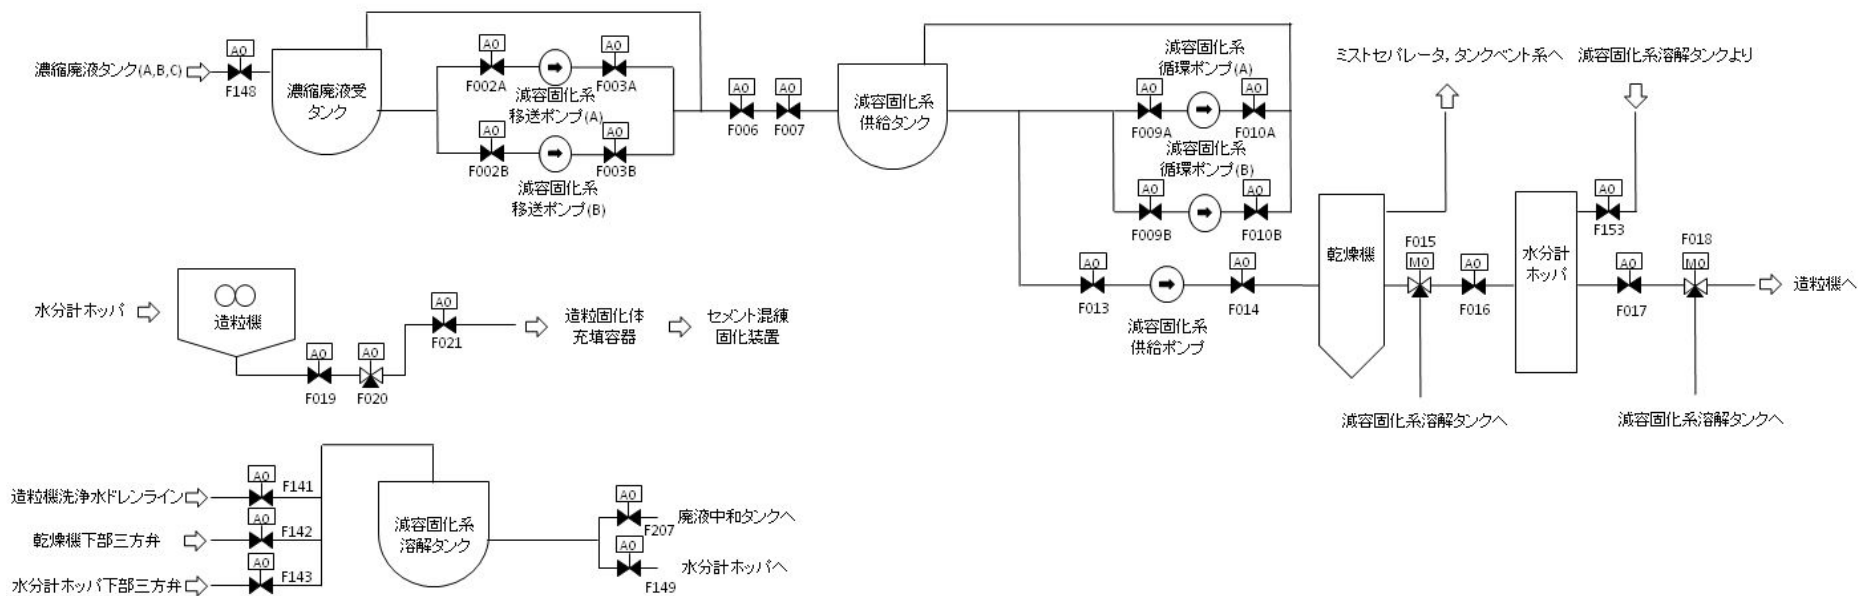 濃縮廃液タンク(A,B,C)
AO
F148
濃縮廃液受
タンク
AO
F002A
AO
F003A
減容固化系
移送ポンプ(A)
AO
F002B
AO
F003B
減容固化系
移送ポンプ(B)
AO
F006
AO
F007
減容固化系
供給タンク
減容固化系
循環ポンプ(A)
AO
F009A
AO
F010A
減容固化系
循環ポンプ(B)
AO
F009B
AO
F010B
AO
F013
AO
F014
減容固化系
供給ポンプ
ミストセパレータ,タンクベント系へ
減容固化系溶解タンクより
乾燥機
F015
MO
AO
F016
水分計
ホッパ
AO
F153
AO
F017
F018
MO
造粒機へ
減容固化系溶解タンクへ
減容固化系溶解タンクへ
水分計ホッパ
造粒機
AO
F019
AO
F020
AO
F021
造粒固化体
充填容器
セメント混練
固化装置
造粒機洗浄水ドレンライン
AO
F141
乾燥機下部三方弁
AO
F142
水分計ホッパ下部三方弁
AO
F143
減容固化系
溶解タンク
AO
F207
廃液中和タンクへ
AO
F149
水分計ホッパへ